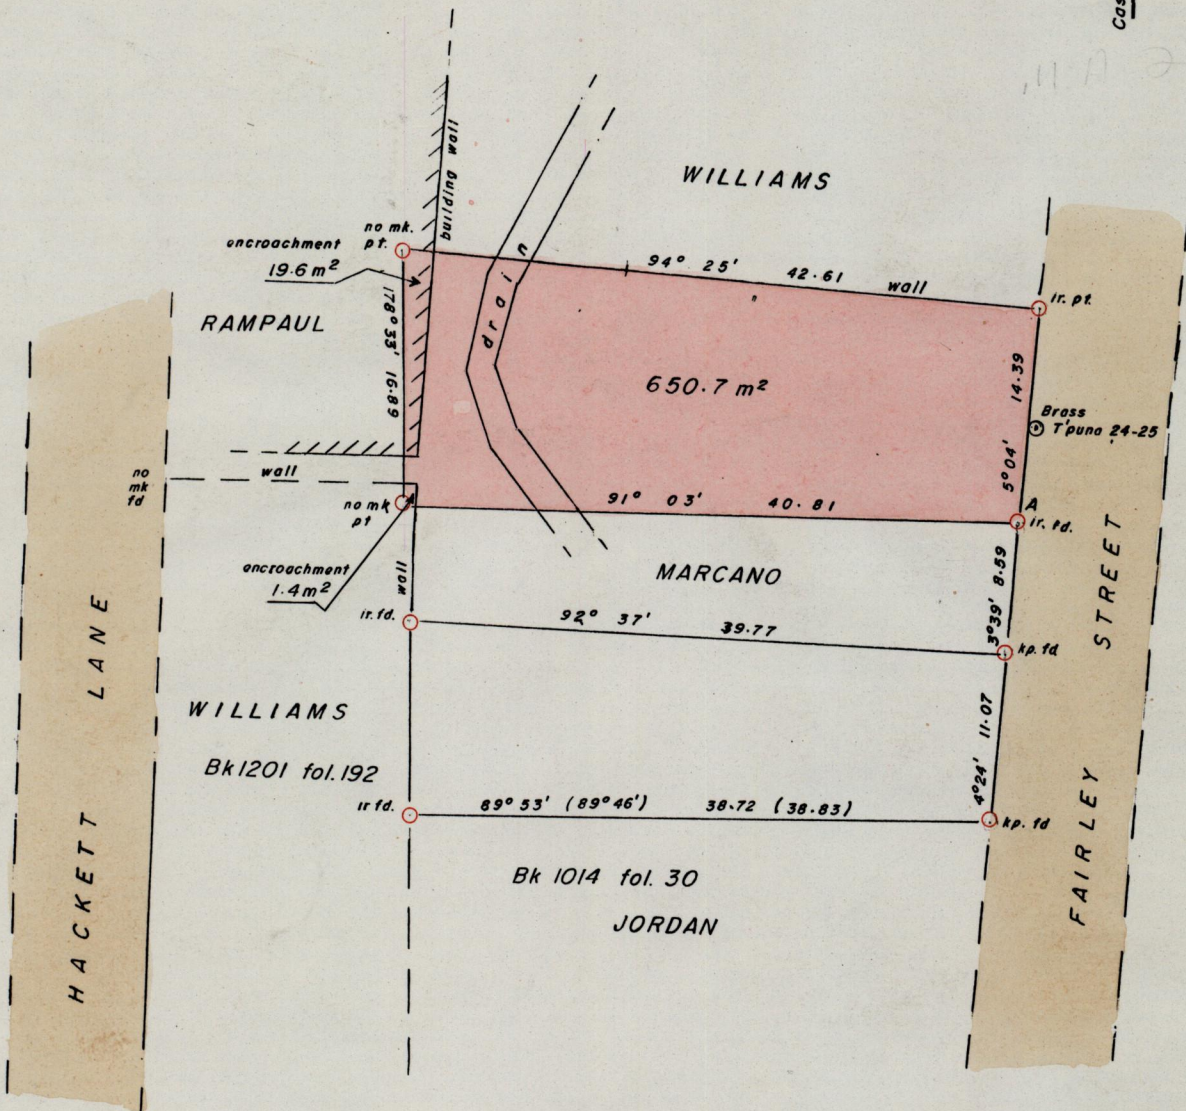 Cas
building wall
WILLIAMS
no mk.
pt.
encroachment
19.6 m²
94° 25' 42.61
wall
ir. pt.
drain
RAMPAUL
178° 33' 16.89
650.7 m²
14.39
5° 04'
Brass
T'puna 24-25
no
mk
fd
wall
no mk
pt
91° 03' 40.81
A
ir. fd.
encroachment
1.4 m²
wall
MARCANO
3° 39' 8.59
ir. fd.
92° 37' 39.77
kp. fd
WILLIAMS
Bk 1201 fol. 192
4° 24' 11.07
ir fd.
89° 53' (89° 46') 38.72 (38.83)
kp. fd
Bk 1014 fol. 30
JORDAN
HACKETT LANE
FAIRLEY STREET